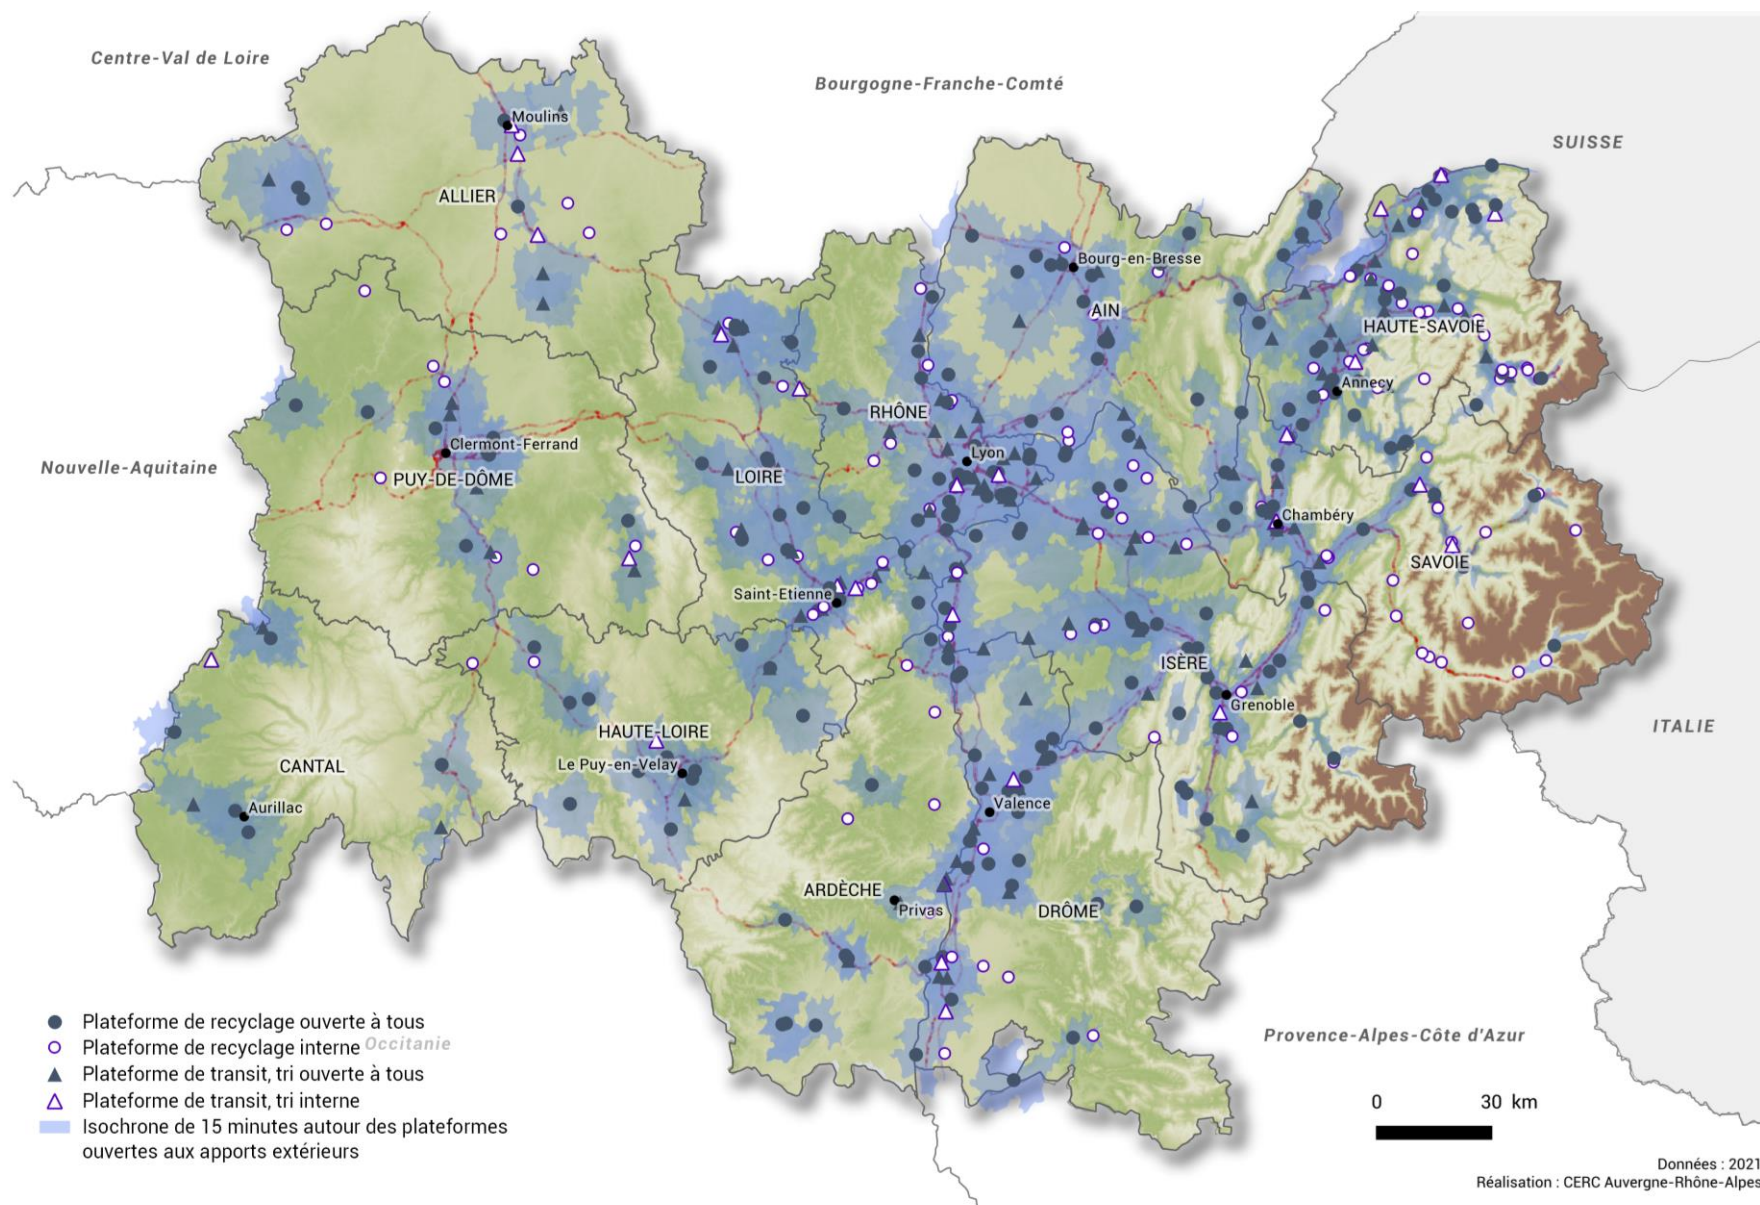 Centre-Val de Loire
Bourgogne-Franche-Comté
SUISSE
Moulins
ALLIER
Bourg-en-Bresse
AIN
HAUTE-SAVOIE
Annecy
RHÔNE
Clermont-Ferrand
Lyon
Nouvelle-Aquitaine
PUY-DE-DÔME
LOIRE
Chambéry
SAVOIE
Saint-Etienne
ISÈRE
Grenoble
HAUTE-LOIRE
ITALIE
CANTAL
Le Puy-en-Velay
Aurillac
Valence
ARDÈCHE
Privas
DRÔME
Plateforme de recyclage ouverte à tous
Plateforme de recyclage interne
Occitanie
Provence-Alpes-Côte d'Azur
Plateforme de transit, tri ouverte à tous
Plateforme de transit, tri interne
Isochrone de 15 minutes autour des plateformes
ouvertes aux apports extérieurs
0 30 km
Données : 2021
Réalisation : CERC Auvergne-Rhône-Alpes